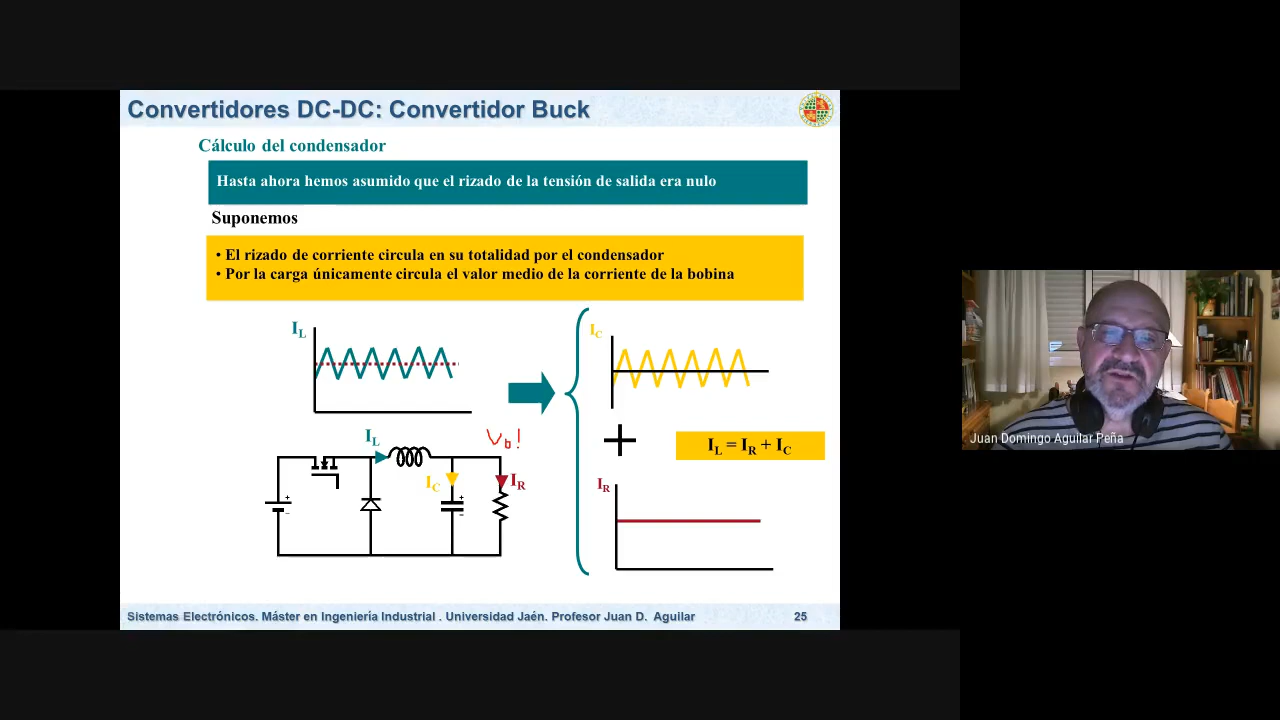 Convertidores DC-DC: Convertidor Buck
Cálculo del condensador
Hasta ahora hemos asumido que el rizado de la tensión de salida era nulo
Suponemos
• El rizado de corriente circula en su totalidad por el condensador
• Por la carga únicamente circula el valor medio de la corriente de la bobina
IL
IC
IL
IC
IR
+
-
+
-
+
IL = IR + IC
IR
Juan Domingo Aguilar Peña
Sistemas Electrónicos. Máster en Ingeniería Industrial . Universidad Jaén. Profesor Juan D. Aguilar
25